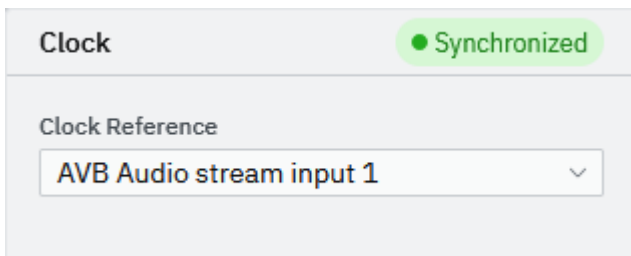 Clock
Synchronized
Clock Reference
AVB Audio stream input 1